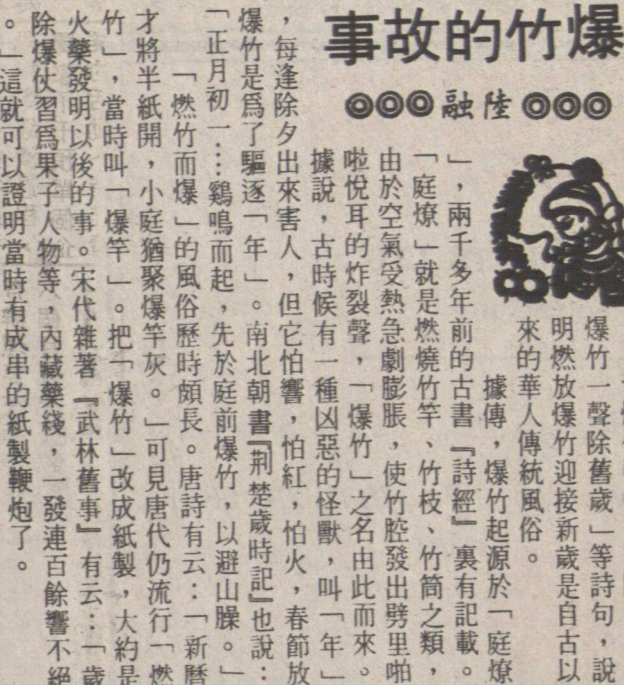 爆竹的故事
◎◎◎陸融◎◎◎
爆竹一聲除舊歲」等詩句，說
明燃放爆竹迎接新歲是自古以
來的華人傳統風俗。
據傳，爆竹起源於「庭燎
」，兩千多年前的古書『詩經』裏有記載。
「庭燎」就是燃燒竹竿、竹枝、竹筒之類，
由於空氣受熱急劇膨脹，使竹腔發出劈里啪
啦悅耳的炸裂聲，「爆竹」之名由此而來。
據說，古時候有一種凶惡的怪獸，叫「年」
，每逢除夕出來害人，但它怕響，怕紅，怕火，春節放
爆竹是爲了驅逐「年」。南北朝書『荆楚歲時記』也說：
「正月初一……鷄鳴而起，先於庭前爆竹，以避山臊。」
「燃竹而爆」的風俗歷時頗長。唐詩有云：「新曆
才將半紙開，小庭猶聚爆竿灰。」可見唐代仍流行「燃
竹」，當時叫「爆竿」。把「爆竹」改成紙製，大約是
火藥發明以後的事。宋代雜著『武林舊事』有云：「歲
除爆仗習爲果子人物等，內藏藥綫，一發連百餘響不絕
。」這就可以證明當時有成串的紙製鞭炮了。